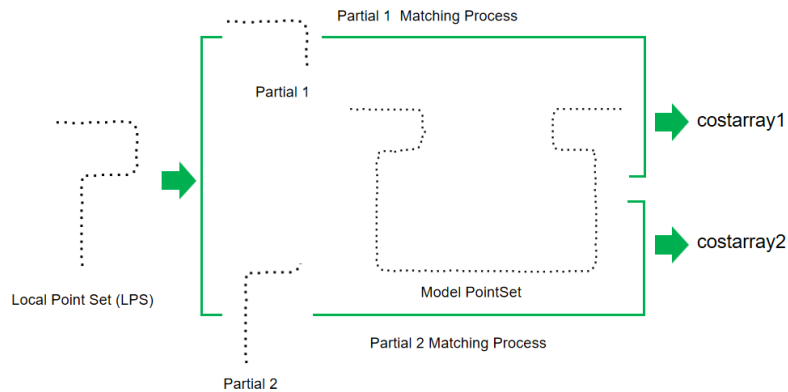 Partial 1 Matching Process
Partial 1
costarray1
costarray2
Local Point Set (LPS)
Model PointSet
Partial 2 Matching Process
Partial 2